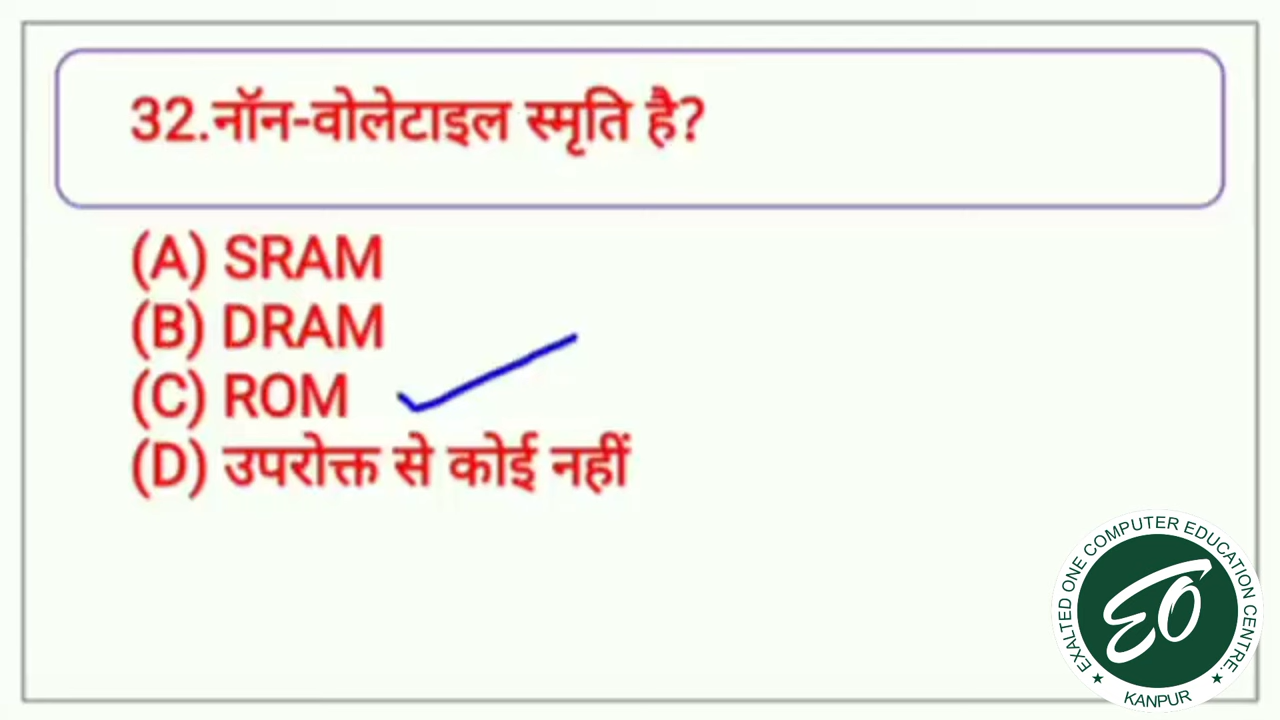 32.नॉन-वोलेटाइल स्मृति है?
(A) SRAM
(B) DRAM
(C) ROM
(D) उपरोक्त से कोई नहीं
EXALTED ONE COMPUTER EDUCATION CENTRE.
EO
★ KANPUR ★